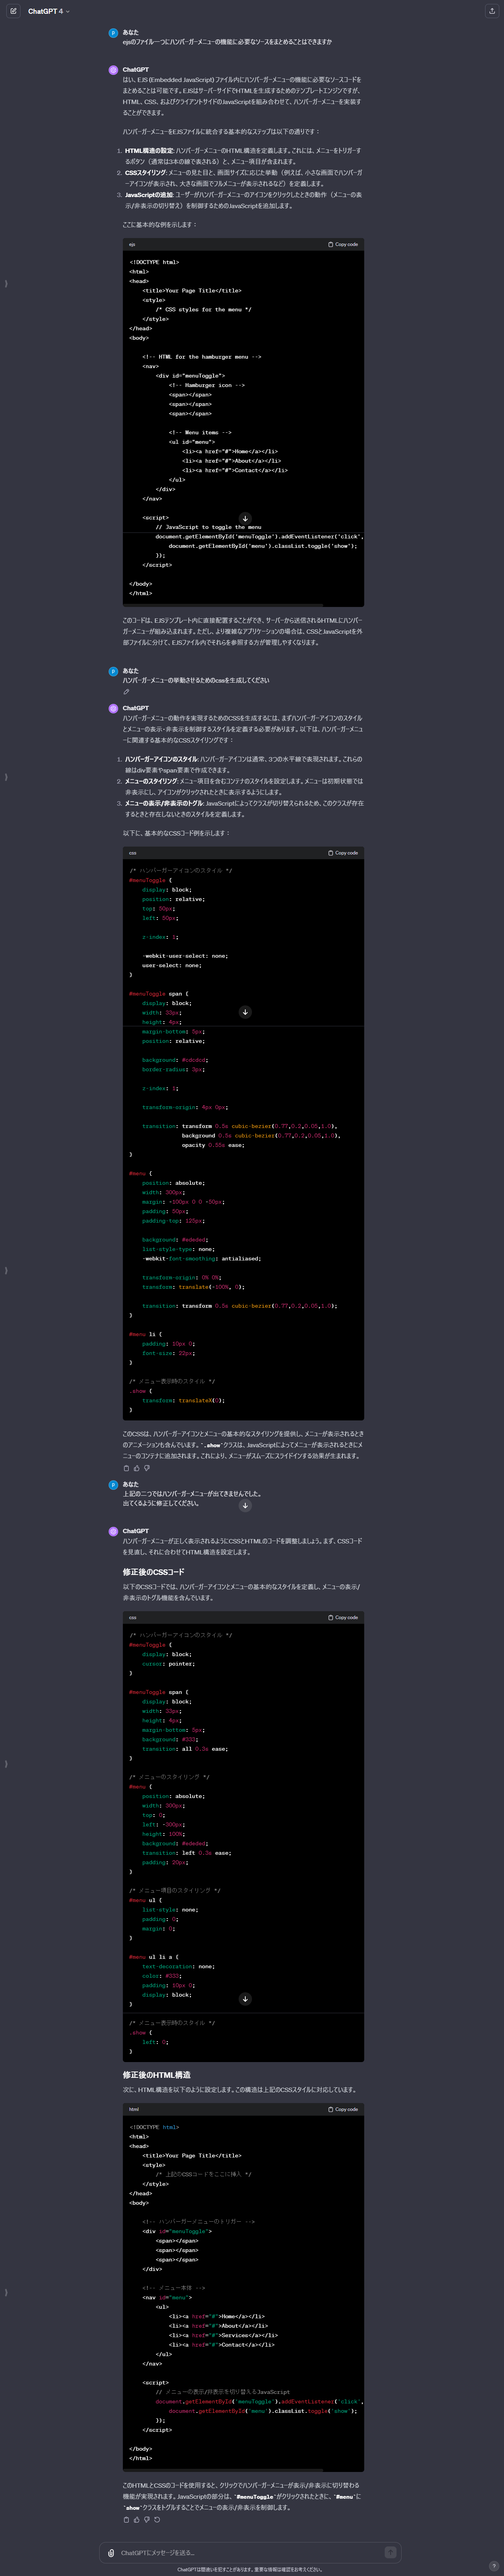 ChatGPT 4
あなた
ejsのファイル一つにハンバーガーメニューの機能に必要なソースをまとめることはできますか
ChatGPT
はい、EJS (Embedded JavaScript) ファイル内にハンバーガーメニューの機能に必要なソースコードを
まとめることは可能です。EJSはサーバーサイドでHTMLを生成するためのテンプレートエンジンですが、
HTML、CSS、およびクライアントサイドのJavaScriptを組み合わせて、ハンバーガーメニューを実装す
ることができます。
ハンバーガーメニューをEJSファイルに統合する基本的なステップは以下の通りです：
1. HTML構造の設定: ハンバーガーメニューのHTML構造を定義します。これには、メニューをトリガーす
るボタン（通常は3本の線で表される）と、メニュー項目が含まれます。
2. CSSスタイリング: メニューの見た目と、画面サイズに応じた挙動（例えば、小さな画面でハンバーガ
ーアイコンが表示され、大きな画面でフルメニューが表示されるなど）を定義します。
3. JavaScriptの追加: ユーザーがハンバーガーメニューのアイコンをクリックしたときの動作（メニューの表
示/非表示の切り替え）を制御するためのJavaScriptを追加します。
ここに基本的な例を示します：
ejs
Copy code
<!DOCTYPE html>
<html>
<head>
<title>Your Page Title</title>
<style>
/* CSS styles for the menu */
</style>
</head>
<body>
<!-- HTML for the hamburger menu -->
<nav>
<div id="menuToggle">
<!-- Hamburger icon -->
<span></span>
<span></span>
<span></span>
<!-- Menu items -->
<ul id="menu">
<li><a href="#">Home</a></li>
<li><a href="#">About</a></li>
<li><a href="#">Contact</a></li>
</ul>
</div>
</nav>
<script>
// JavaScript to toggle the menu
document.getElementById('menuToggle').addEventListener('click',
document.getElementById('menu').classList.toggle('show');
});
</script>
</body>
</html>
このコードは、EJSテンプレート内に直接配置することができ、サーバーから送信されるHTMLにハンバー
ガーメニューが組み込まれます。ただし、より複雑なアプリケーションの場合は、CSSとJavaScriptを外
部ファイルに分けて、EJSファイル内でそれらを参照する方が管理しやすくなります。
あなた
ハンバーガーメニューの挙動させるためのcssを生成してください
ChatGPT
ハンバーガーメニューの動作を実現するためのCSSを生成するには、まずハンバーガーアイコンのスタイル
とメニューの表示・非表示を制御するスタイルを定義する必要があります。以下は、ハンバーガーメニュ
ーに関連する基本的なCSSスタイリングです：
1. ハンバーガーアイコンのスタイル: ハンバーガーアイコンは通常、3つの水平線で表現されます。これらの
線はdiv要素やspan要素で作成できます。
2. メニューのスタイリング: メニュー項目を含むコンテナのスタイルを設定します。メニューは初期状態では
非表示にし、アイコンがクリックされたときに表示するようにします。
3. メニューの表示/非表示のトグル: JavaScriptによってクラスが切り替えられるため、このクラスが存在
するときと存在しないときのスタイルを定義します。
以下に、基本的なCSSコード例を示します：
css
Copy code
/* ハンバーガーアイコンのスタイル */
#menuToggle {
display: block;
position: relative;
top: 50px;
left: 50px;
z-index: 1;
-webkit-user-select: none;
user-select: none;
}
#menuToggle span {
display: block;
width: 33px;
height: 4px;
margin-bottom: 5px;
position: relative;
background: #cdcdcd;
border-radius: 3px;
z-index: 1;
transform-origin: 4px 0px;
transition: transform 0.5s cubic-bezier(0.77,0.2,0.05,1.0),
background 0.5s cubic-bezier(0.77,0.2,0.05,1.0),
opacity 0.55s ease;
}
#menu {
position: absolute;
width: 300px;
margin: -100px 0 0 -50px;
padding: 50px;
padding-top: 125px;
background: #ededed;
list-style-type: none;
-webkit-font-smoothing: antialiased;
transform-origin: 0% 0%;
transform: translate(-100%, 0);
transition: transform 0.5s cubic-bezier(0.77,0.2,0.05,1.0);
}
#menu li {
padding: 10px 0;
font-size: 22px;
}
/* メニュー表示時のスタイル */
.show {
transform: translateX(0);
}
このCSSは、ハンバーガーアイコンとメニューの基本的なスタイリングを提供し、メニューが表示されるときの
のアニメーションも含んでいます。`.show`クラスは、JavaScriptによってメニューが表示されるときにメ
ニューのコンテナに追加されます。これにより、メニューがスムーズにスライドインする効果が生まれます。
あなた
上記の二つではハンバーガーメニューが出てきませんでした。
出てくるように修正してください。
ChatGPT
ハンバーガーメニューが正しく表示されるようにCSSとHTMLのコードを調整しましょう。まず、CSSコード
を見直し、それに合わせてHTML構造を設定します。
修正後のCSSコード
以下のCSSコードでは、ハンバーガーアイコンとメニューの基本的なスタイルを定義し、メニューの表示/
非表示のトグル機能を含んでいます。
css
Copy code
/* ハンバーガーアイコンのスタイル */
#menuToggle {
display: block;
cursor: pointer;
}
#menuToggle span {
display: block;
width: 33px;
height: 4px;
margin-bottom: 5px;
background: #333;
transition: all 0.3s ease;
}
/* メニューのスタイリング */
#menu {
position: absolute;
width: 300px;
top: 0;
left: -300px;
height: 100%;
background: #ededed;
transition: left 0.3s ease;
padding: 20px;
}
/* メニュー項目のスタイリング */
#menu ul {
list-style: none;
padding: 0;
margin: 0;
}
#menu ul li a {
text-decoration: none;
color: #333;
padding: 10px 0;
display: block;
}
/* メニュー表示時のスタイル */
.show {
left: 0;
}
修正後のHTML構造
次に、HTML構造を以下のように設定します。この構造は上記のCSSスタイルに対応しています。
html
Copy code
<!DOCTYPE html>
<html>
<head>
<title>Your Page Title</title>
<style>
/* 上記のCSSコードをここに挿入 */
</style>
</head>
<body>
<!-- ハンバーガーメニューのトリガー -->
<div id="menuToggle">
<span></span>
<span></span>
<span></span>
</div>
<!-- メニュー本体 -->
<nav id="menu">
<ul>
<li><a href="#">Home</a></li>
<li><a href="#">About</a></li>
<li><a href="#">Services</a></li>
<li><a href="#">Contact</a></li>
</ul>
</nav>
<script>
// メニューの表示/非表示を切り替えるJavaScript
document.getElementById('menuToggle').addEventListener('click',
document.getElementById('menu').classList.toggle('show');
});
</script>
</body>
</html>
このHTMLとCSSのコードを使用すると、クリックでハンバーガーメニューが表示/非表示に切り替わる
機能が実現されます。JavaScriptの部分は、`#menuToggle`がクリックされたときに、`#menu`に
`show`クラスをトグルすることでメニューの表示/非表示を制御します。
ChatGPTにメッセージを送る...
ChatGPTは間違いを犯すことがあります。重要な情報は確認をお考えください。
?